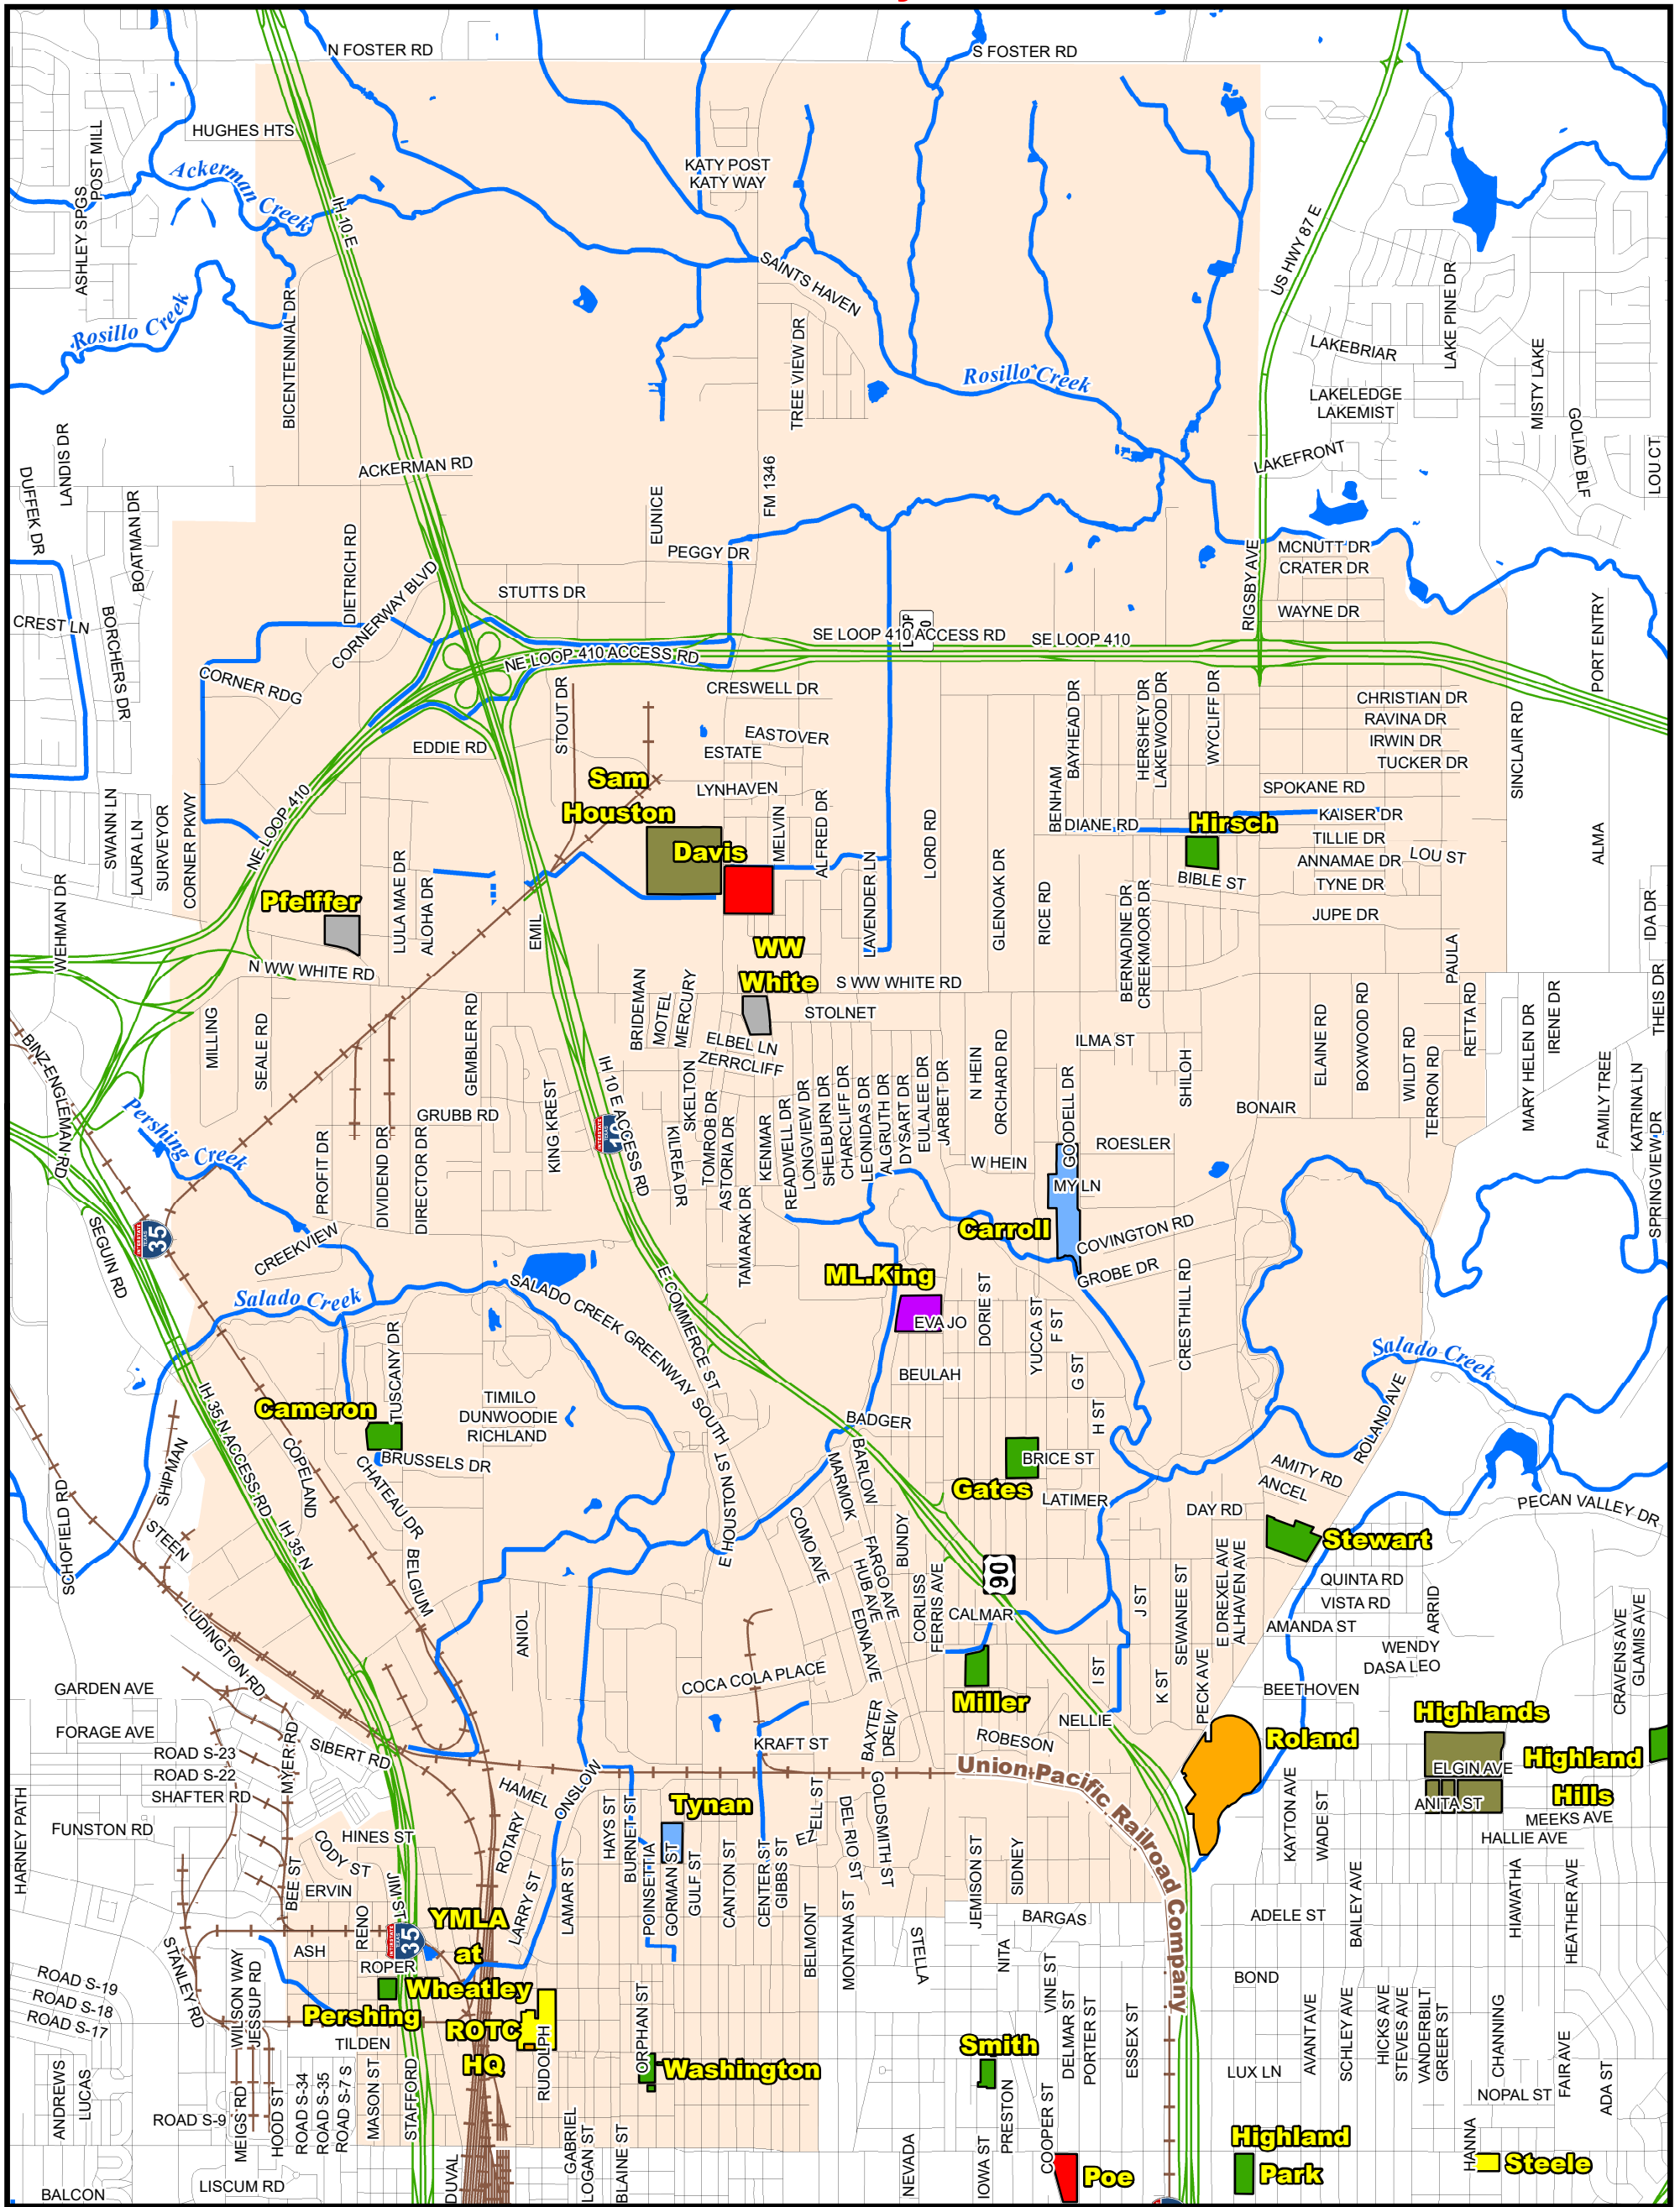 N FOSTER RD
S FOSTER RD
HUGHES HTS
POST MILL
ASHLEY SPGS
Ackerman Creek
KATY POST
KATY WAY
IH 10 E
US HWY 87 E
SAINTS HAVEN
Rosillo Creek
BICENTENNIAL DR
TREE VIEW DR
LAKE PINE DR
LAKEBRIAR
MISTY LAKE
Rosillo Creek
LAKELEDGE
LAKEMIST
GOLIAD BLF
LOU CT
LANDIS DR
DUFFEK DR
ACKERMAN RD
LAKEFRONT
FM 1346
EUNICE
BOATMAN DR
DIETRICH RD
PEGGY DR
RIGSBY AVE
MCNUTT DR
CRATER DR
CORNERWAY BLVD
STUTTS DR
WAYNE DR
PORT ENTRY
CREST LN
BORCHERS DR
SE LOOP 410 ACCESS RD
SE LOOP 410
NE LOOP 410 ACCESS RD
CORNER RDG
CRESWELL DR
STOUT DR
BAYHEAD DR
HERSHEY DR
LAKEWOOD DR
WYCLIFF DR
CHRISTIAN DR
RAVINA DR
IRWIN DR
TUCKER DR
SINCLAIR RD
EDDIE RD
EASTOVER
ESTATE
LYNHAVEN
Sam
Houston
SPOKANE RD
BENHAM
DIANE RD
Hirsch
KAISER DR
TILLIE DR
ANNAMAE DR
LOU ST
TYNE DR
BIBLE ST
JUPE DR
ALMA
SWANN LN
LAURA LN
SURVEYOR
CORNER PKWY
NE LOOP 410
Davis
MELVIN
ALFRED DR
LORD RD
LAVENDER LN
GLENOAK DR
RICE RD
BERNADINE DR
CREEKMOOR DR
PAULA
IDA DR
WEHMAN DR
Pfeiffer
LULA MAE DR
ALOHA DR
EMIL
N WW WHITE RD
WW
White
S WW WHITE RD
STOLNET
BRIDEMAN
MOTEL
MERCURY
ELBEL LN
ZERRCLIFF
MILLING
SEALE RD
GEMBLER RD
ILMA ST
ELAINE RD
BOXWOOD RD
WILDT RD
RETTA RD
TERRON RD
MARY HELEN DR
IRENE DR
THEIS DR
BINZ-ENGLEMAN RD
Pershing Creek
GRUBB RD
KING KREST
IH 10 E ACCESS RD
10
SKELTON
KILREA DR
TOMROB DR
ASTORIA DR
TAMARAK DR
KENMAR
READWELL DR
LONGVIEW DR
SHELBURN DR
CHARCLIFF DR
LEONIDAS DR
ALGRUTH DR
DYSART DR
EULALEE DR
JARBET DR
N HEIN
ORCHARD RD
GOODELL DR
SHILOH
BONAIR
ROESLER
W HEIN
MY LN
FAMILY TREE
KATRINA LN
SPRINGVIEW DR
SEGUIN RD
35
PROFIT DR
DIVIDEND DR
DIRECTOR DR
CREEKVIEW
Salado Creek
Carroll
COVINGTON RD
GROBE DR
ML.King
EVA JO
DORIE ST
YUCCA ST
F ST
G ST
H ST
CRESTHILL RD
Salado Creek
SALADO CREEK GREENWAY SOUTH
E COMMERCE ST
BEULAH
TUSCANY DR
Cameron
TIMILO
DUNWOODIE
RICHLAND
BRUSSELS DR
CHATEAU DR
COPELAND
IH 35 N ACCESS RD
IH 35 N
SHIPMAN
STEEN
SCHOFIELD RD
BELGIUM
BADGER
BARLOW
MARMOK
E HOUSTON ST
COMO AVE
Gates
BRICE ST
LATIMER
BUNDY
FARGO AVE
HUB AVE
EDNA AVE
CORLISS
FERRIS AVE
90
CALMAR
AMITY RD
ANCEL
ROLAND AVE
DAY RD
PECAN VALLEY DR
Stewart
QUINTA RD
VISTA RD
ARRID
AMANDA ST
WENDY
DASA LEO
CRAVENS AVE
GLAMIS AVE
E DREXEL AVE
ALHAVEN AVE
SEWANEE ST
J ST
I ST
K ST
PECK AVE
LUDINGTON RD
ANIOL
COCA COLA PLACE
Miller
ROBESON
NELLIE
BEETHOVEN
Highlands
Roland
ELGIN AVE
ANITA ST
Highland
Hills
MEEKS AVE
HALLIE AVE
GARDEN AVE
FORAGE AVE
ROAD S-23
ROAD S-22
SHAFTER RD
FUNSTON RD
HARNEY PATH
MYER RD
SIBERT RD
HAMEL
ONSLOW
KRAFT ST
BAXTER
DREW
Union Pacific Railroad Company
Tynan
KAYTON AVE
WADE ST
HINES ST
CODY ST
ERVIN
BEE ST
ROTARY
HAYS ST
BURNET ST
POINSETTIA
GORMAN ST
GULF ST
CANTON ST
CENTER ST
GIBBS ST
EZELL ST
DEL RIO ST
GOLDSMITH ST
JEMISON ST
SIDNEY
BARGAS
ADELE ST
BAILEY AVE
HIAWATHA
HEATHER AVE
LARRY ST
LAMAR ST
JIM ST
RENO
35
YMLA
at
Wheatley
ASH
ROPER
STANLEY RD
ROAD S-19
ROAD S-18
ROAD S-17
WILSON WAY
JESSUP RD
Pershing
TILDEN
ROTC
HQ
RUDOLPH
ORPHAN ST
Washington
BELMONT
MONTANA ST
STELLA
NITA
VINE ST
BOND
Smith
DELMAR ST
PORTER ST
ESSEX ST
LUX LN
AVANT AVE
SCHLEY AVE
HICKS AVE
STEVES AVE
VANDERBILT
GREER ST
CHANNING
FAIR AVE
NOPAL ST
ADA ST
ANDREWS
LUCAS
ROAD S-9
MEIGS RD
HOOD ST
ROAD S-34
ROAD S-35
ROAD S-7 S
MASON ST
STAFFORD
DUVAL
GABRIEL
LOGAN ST
BLAINE ST
NEVADA
IOWA ST
PRESTON
COOPER ST
Poe
Highland
Park
HANNA
Steele
LISCUM RD
BALCON